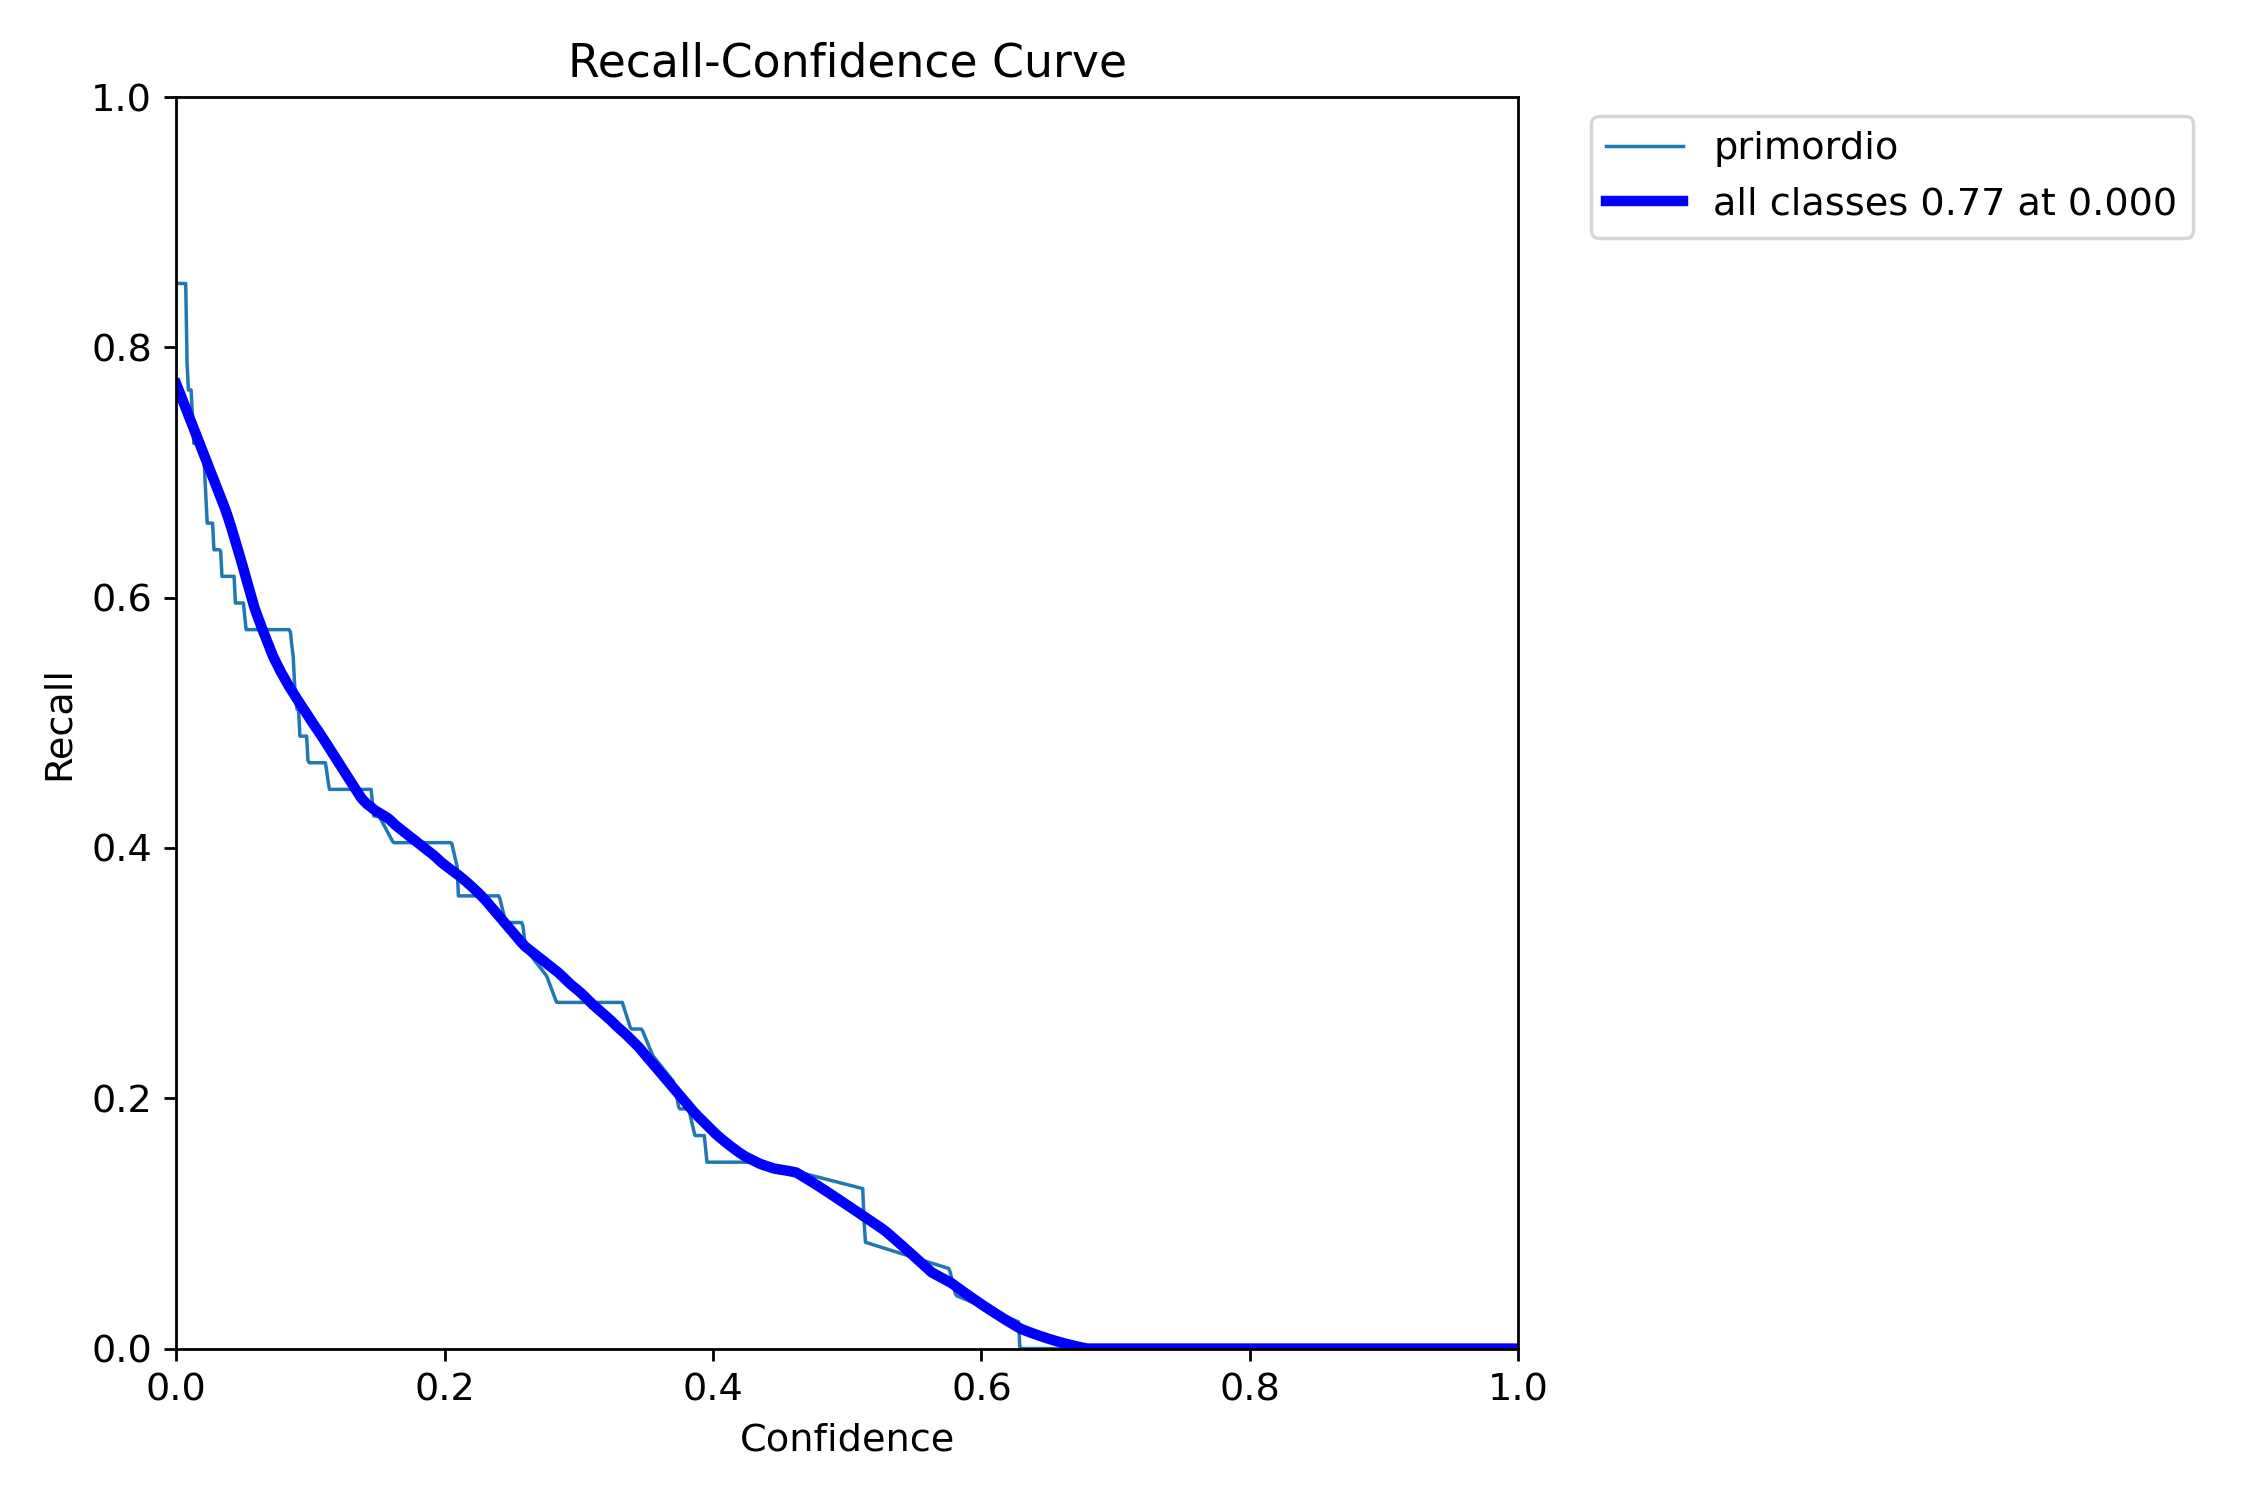 Recall-Confidence Curve
1.0
0.8
0.6
0.4
0.2
0.0
Recall
0.0 0.2 0.4 0.6 0.8 1.0
Confidence
primordio
all classes 0.77 at 0.000